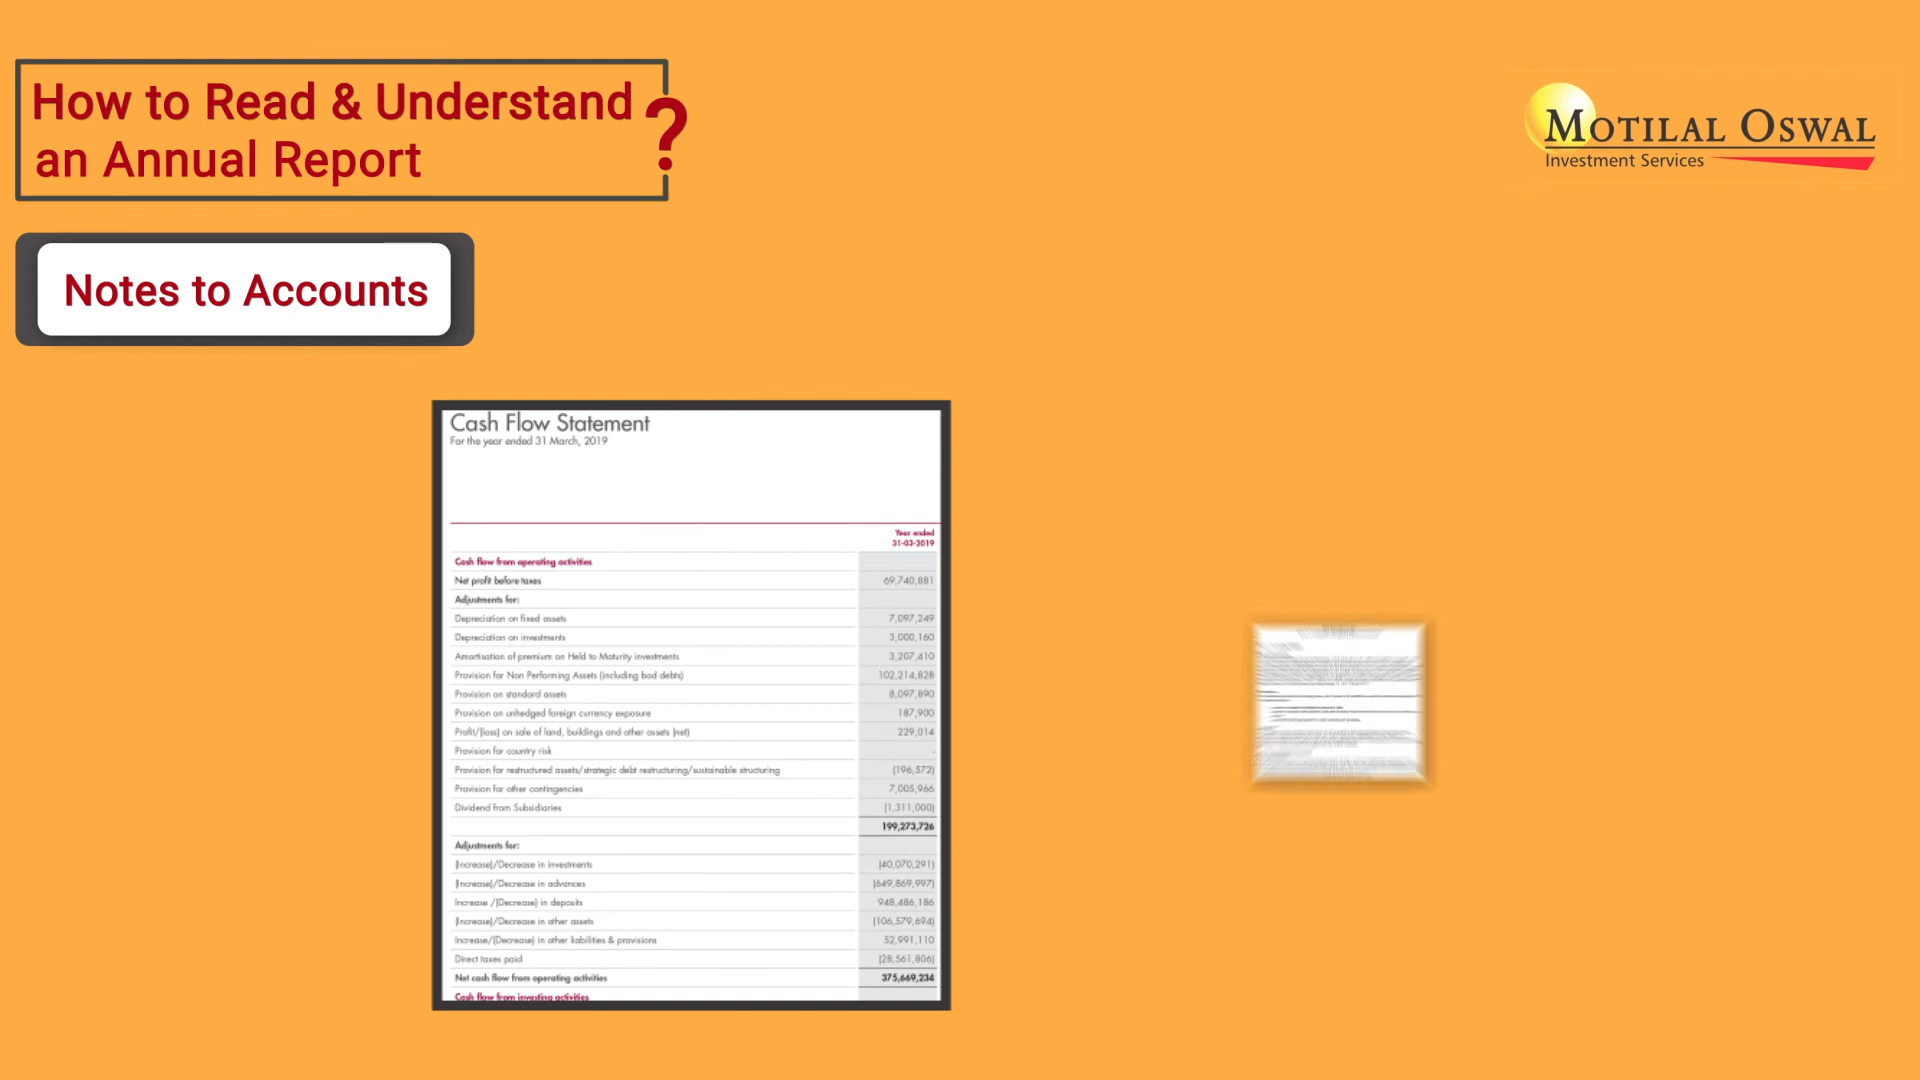 How to Read & Understand
an Annual Report
?
MOTILAL OSWAL
Investment Services
Notes to Accounts
Cash Flow Statement
For the year ended 31 March, 2019
Year ended
31-03-2019
Cash flow from operating activities
Net profit before taxes 69,740,881
Adjustments for:
Depreciation on fixed assets 7,097,249
Depreciation on investments 3,000,160
Amortisation of premium on Held to Maturity investments 3,207,410
Provision for Non Performing Assets (including bad debts) 102,214,828
Provision on standard assets 8,097,890
Provision on unhedged foreign currency exposure 187,900
Profit/(loss) on sale of land, buildings and other assets (net) 229,014
Provision for country risk -
Provision for restructured assets/strategic debt restructuring/sustainable structuring (196,572)
Provision for other contingencies 7,005,966
Dividend from Subsidiaries (1,311,000)
199,273,726
Adjustments for:
(Increase)/Decrease in investments (40,070,291)
(Increase)/Decrease in advances (649,869,997)
Increase /(Decrease) in deposits 948,486,186
(Increase)/Decrease in other assets (106,579,694)
Increase/(Decrease) in other liabilities & provisions 52,991,110
Direct taxes paid (28,561,806)
Net cash flow from operating activities 375,669,234
Cash flow from investing activities